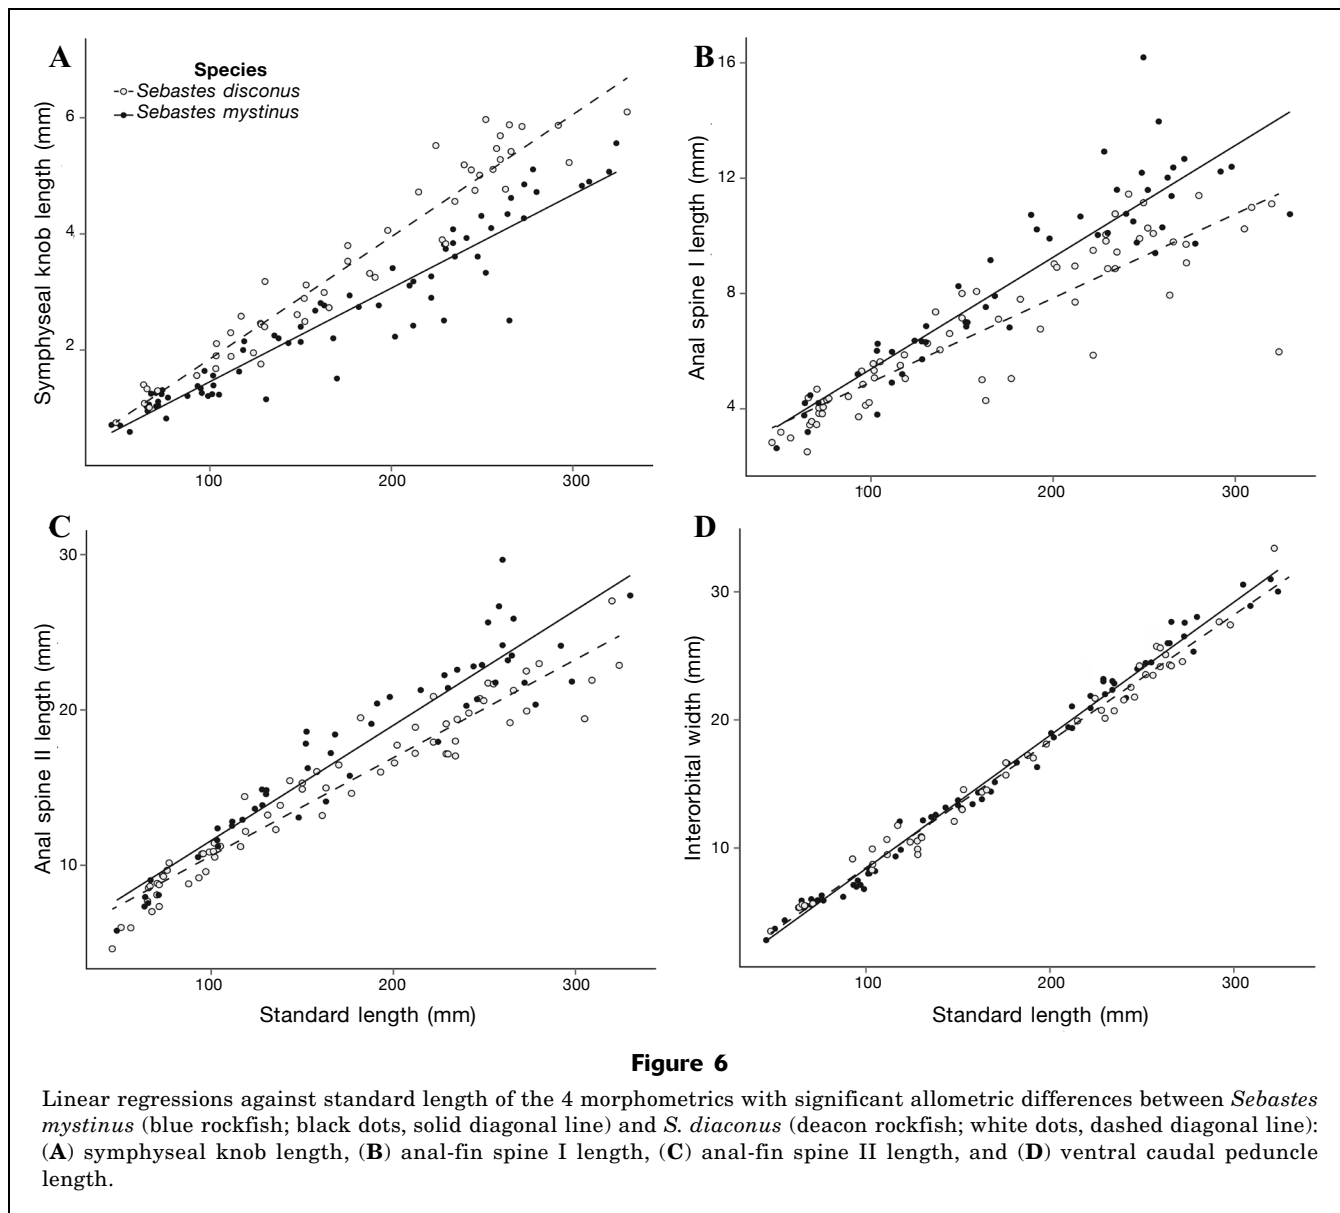 A
Species
Sebastes disconus
Sebastes mystinus
Symphyseal knob length (mm)
6
4
2
100
200
300
B
Anal spine I length (mm)
16
12
8
4
100
200
300
C
Anal spine II length (mm)
30
20
10
100
200
300
Standard length (mm)
D
Interorbital width (mm)
30
20
10
100
200
300
Standard length (mm)
Figure 6
Linear regressions against standard length of the 4 morphometrics with significant allometric differences between Sebastes
mystinus (blue rockfish; black dots, solid diagonal line) and S. diaconus (deacon rockfish; white dots, dashed diagonal line):
(A) symphyseal knob length, (B) anal-fin spine I length, (C) anal-fin spine II length, and (D) ventral caudal peduncle
length.